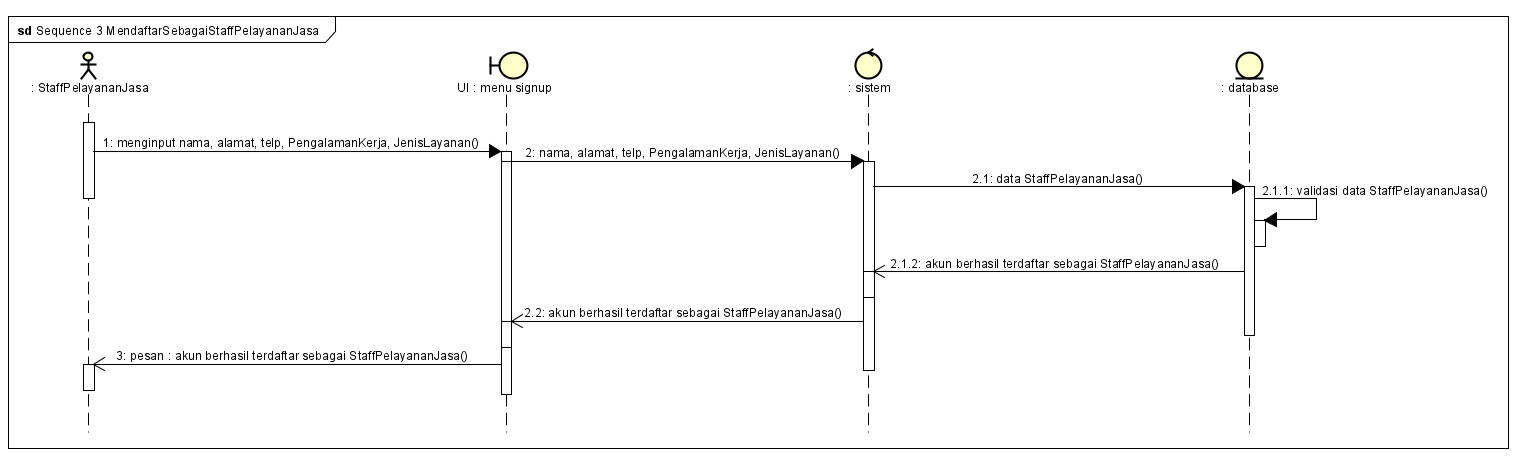 sd Sequence 3 MendaftarSebagaiStaffPelayananJasa
: StaffPelayananJasa
UI : menu signup
: sistem
: database
1: menginput nama, alamat, telp, PengalamanKerja, JenisLayanan()
2: nama, alamat, telp, PengalamanKerja, JenisLayanan()
2.1: data StaffPelayananJasa()
2.1.1: validasi data StaffPelayananJasa()
2.1.2: akun berhasil terdaftar sebagai StaffPelayananJasa()
2.2: akun berhasil terdaftar sebagai StaffPelayananJasa()
3: pesan : akun berhasil terdaftar sebagai StaffPelayananJasa()